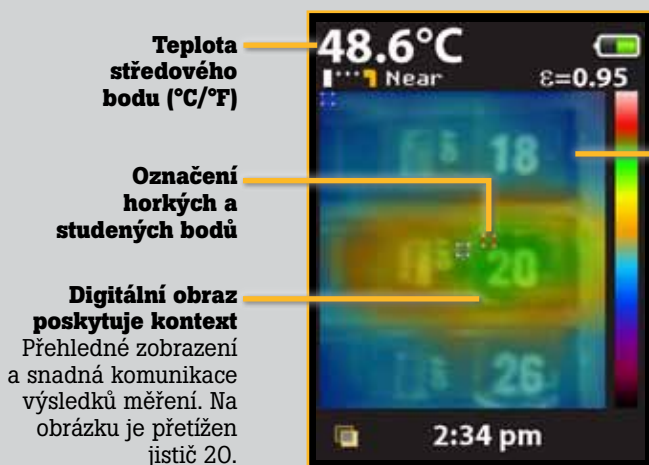 Teplota
středového
bodu (°C/°F)
Označení
horkých a
studených bodů
Digitální obraz
poskytuje kontext
Přehledné zobrazení
a snadná komunikace
výsledků měření. Na
obrázku je přetížen
jistič 20.
48.6°C
Near
ε=0.95
18
20
26
2:34 pm